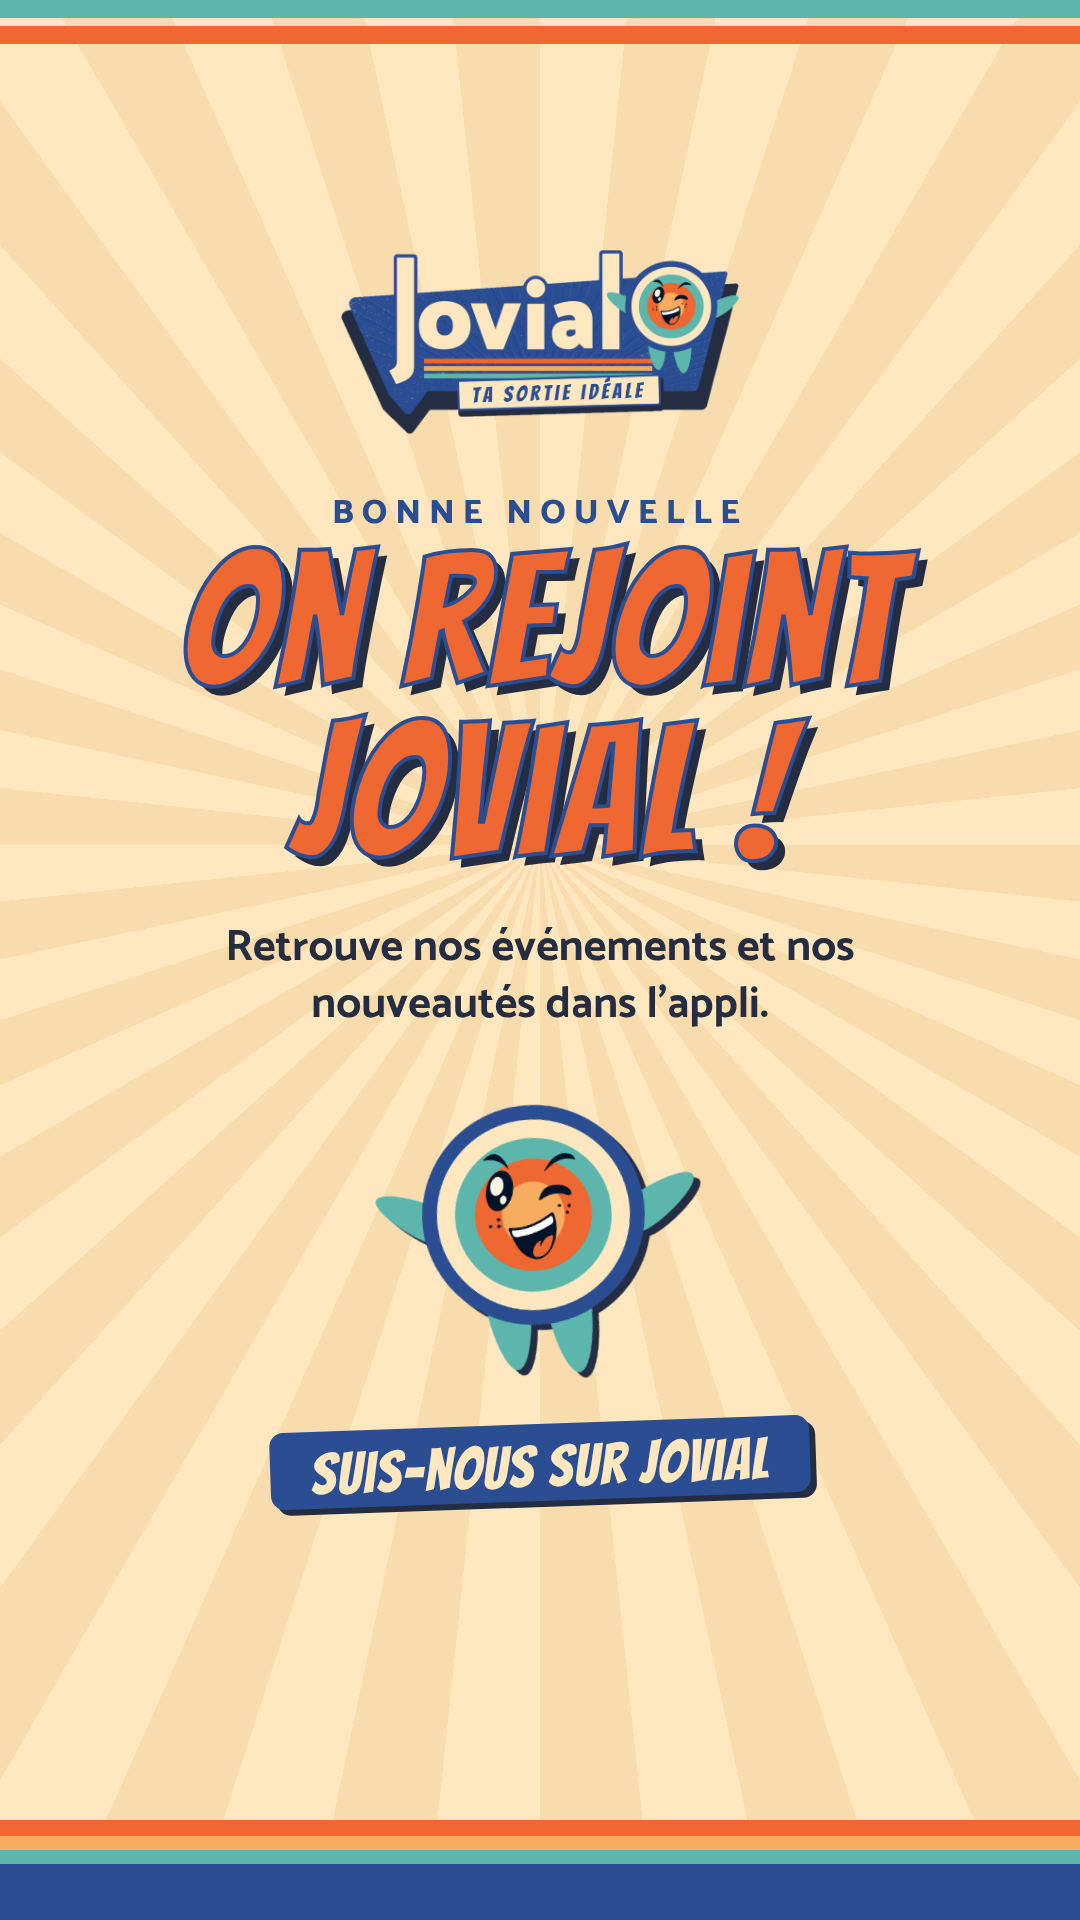 Jovial
TA SORTIE IDÉALE
BONNE NOUVELLE
ON REJOINT
JOVIAL !
Retrouve nos événements et nos
nouveautés dans l’appli.
SUIS-NOUS SUR JOVIAL